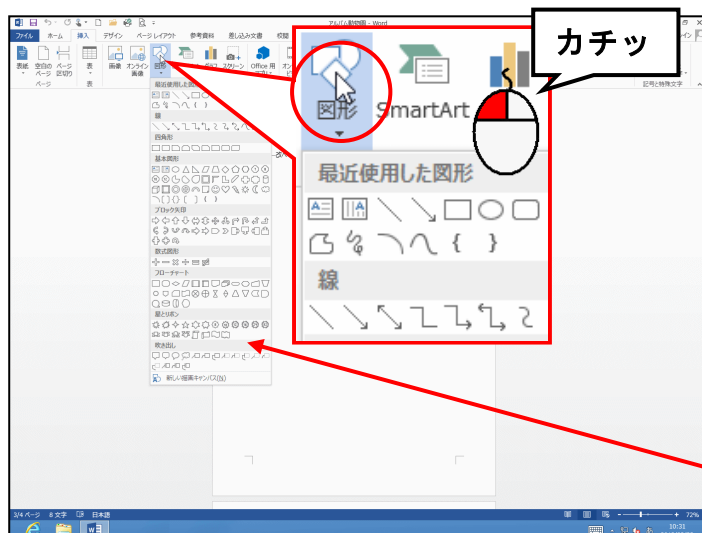 アルバム動物園 - Word
ファイル ホーム 挿入 デザイン ページ レイアウト 参考資料 差し込み文書 校閲
表紙 空白のページ ページ区切り 表 画像 オンライン画像 図形
ページ 表 記号と特殊文字
カチッ
図形 SmartArt
最近使用した図形
線
最近使用した図形
線
四角形
基本図形
ブロック矢印
数式図形
フローチャート
星とリボン
吹き出し
新しい描画キャンバス(N)
3/4 ページ 8 文字 日本語 72%
10:31